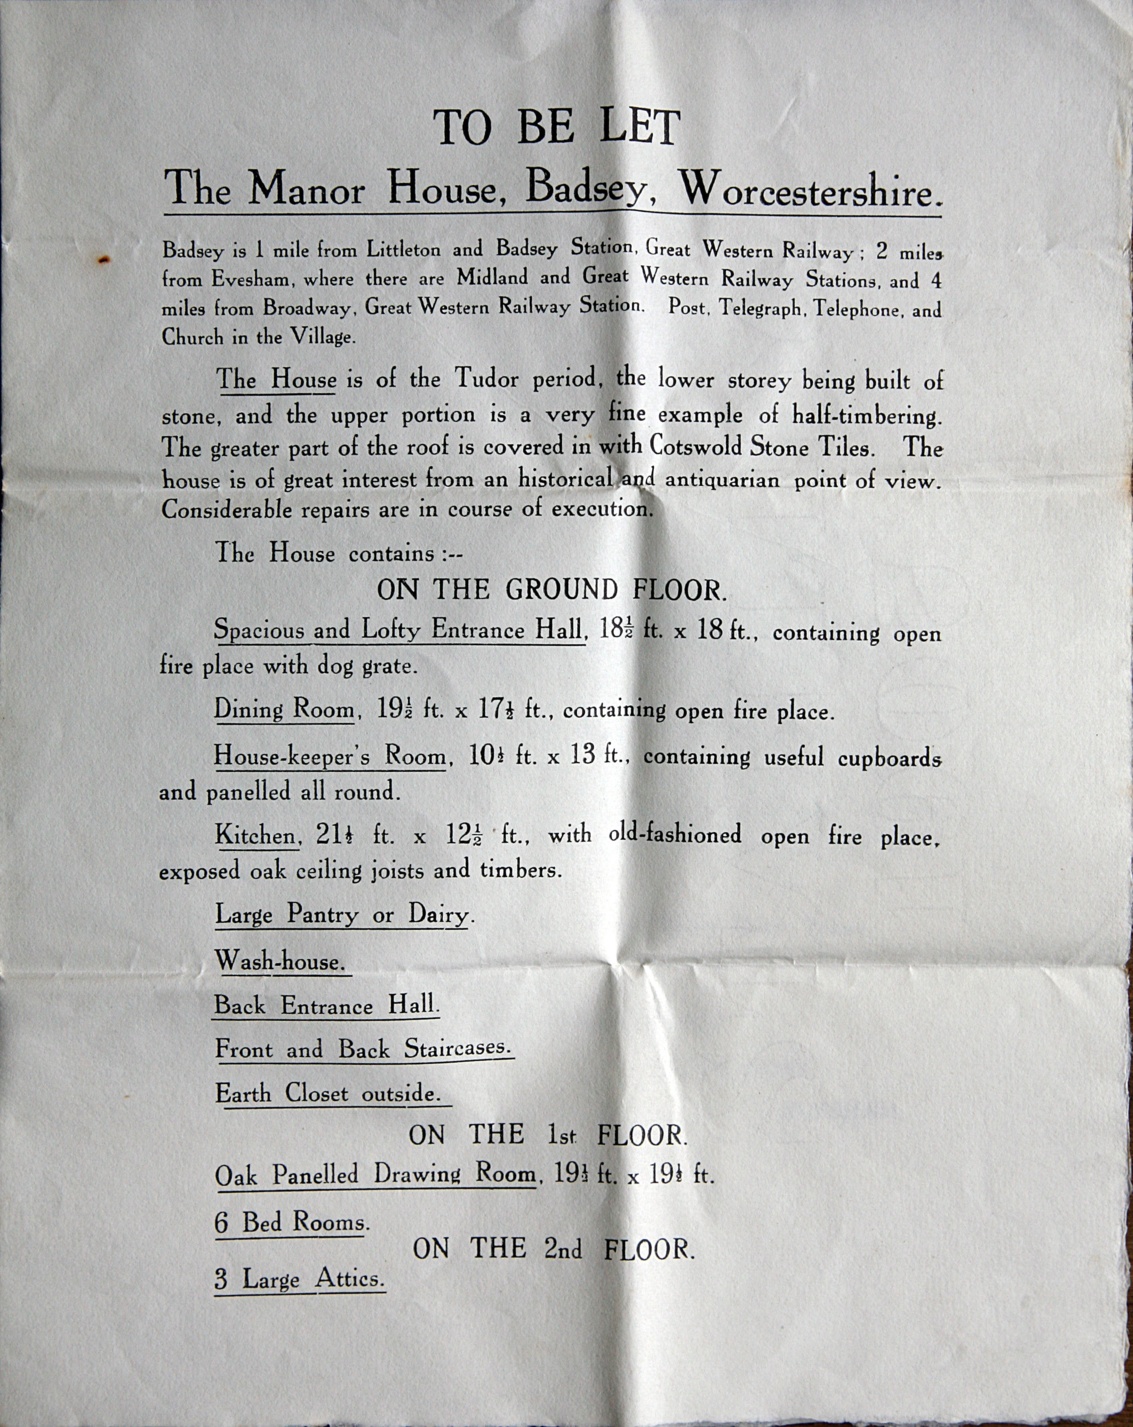 TO BE LET
The Manor House, Badsey, Worcestershire.
Badsey is 1 mile from Littleton and Badsey Station, Great Western Railway; 2 miles
from Evesham, where there are Midland and Great Western Railway Stations, and 4
miles from Broadway, Great Western Railway Station. Post, Telegraph, Telephone, and
Church in the Village.
The House is of the Tudor period, the lower storey being built of
stone, and the upper portion is a very fine example of half-timbering.
The greater part of the roof is covered in with Cotswold Stone Tiles. The
house is of great interest from an historical and antiquarian point of view.
Considerable repairs are in course of execution.
The House contains :--
ON THE GROUND FLOOR.
Spacious and Lofty Entrance Hall, 18½ ft. x 18 ft., containing open
fire place with dog grate.
Dining Room, 19½ ft. x 17½ ft., containing open fire place.
House-keeper's Room, 10½ ft. x 13 ft., containing useful cupboards
and panelled all round.
Kitchen, 21½ ft. x 12½ ft., with old-fashioned open fire place,
exposed oak ceiling joists and timbers.
Large Pantry or Dairy.
Wash-house.
Back Entrance Hall.
Front and Back Staircases.
Earth Closet outside.
ON THE 1st FLOOR.
Oak Panelled Drawing Room, 19½ ft. x 19½ ft.
6 Bed Rooms.
ON THE 2nd FLOOR.
3 Large Attics.